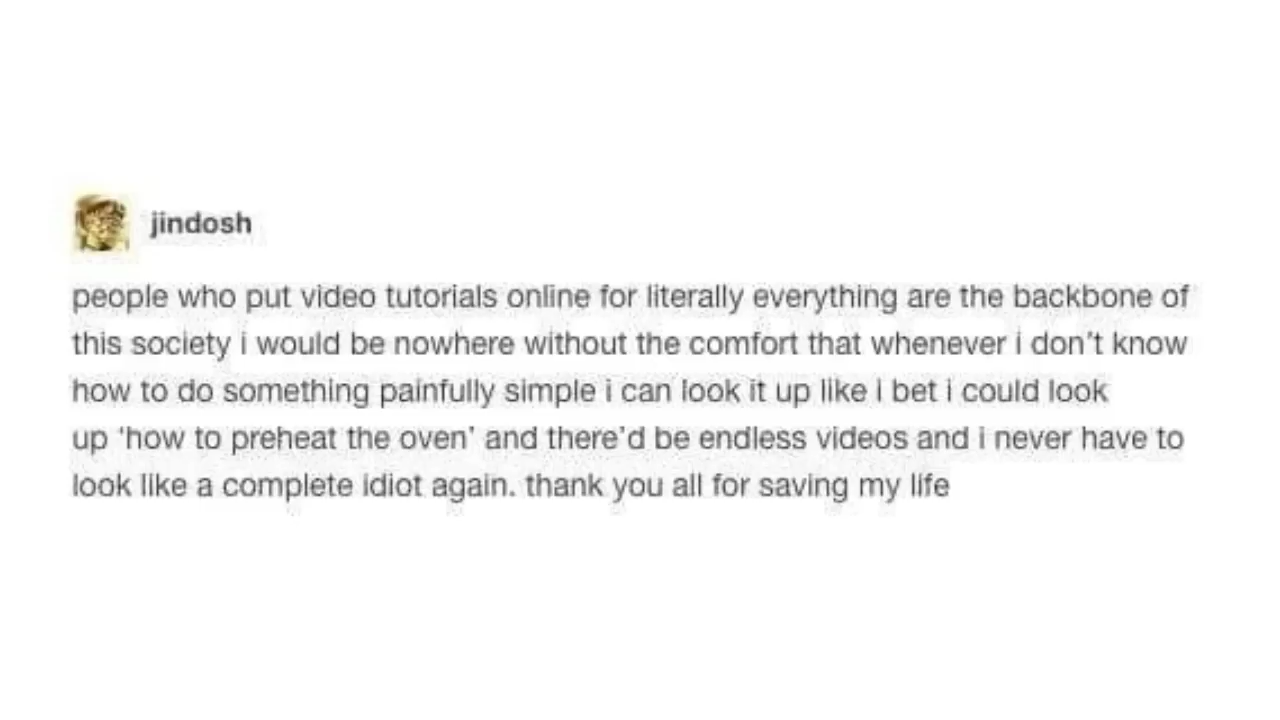 jindosh
people who put video tutorials online for literally everything are the backbone of
this society i would be nowhere without the comfort that whenever i don't know
how to do something painfully simple i can look it up like i bet i could look
up ‘how to preheat the oven’ and there’d be endless videos and i never have to
look like a complete idiot again. thank you all for saving my life